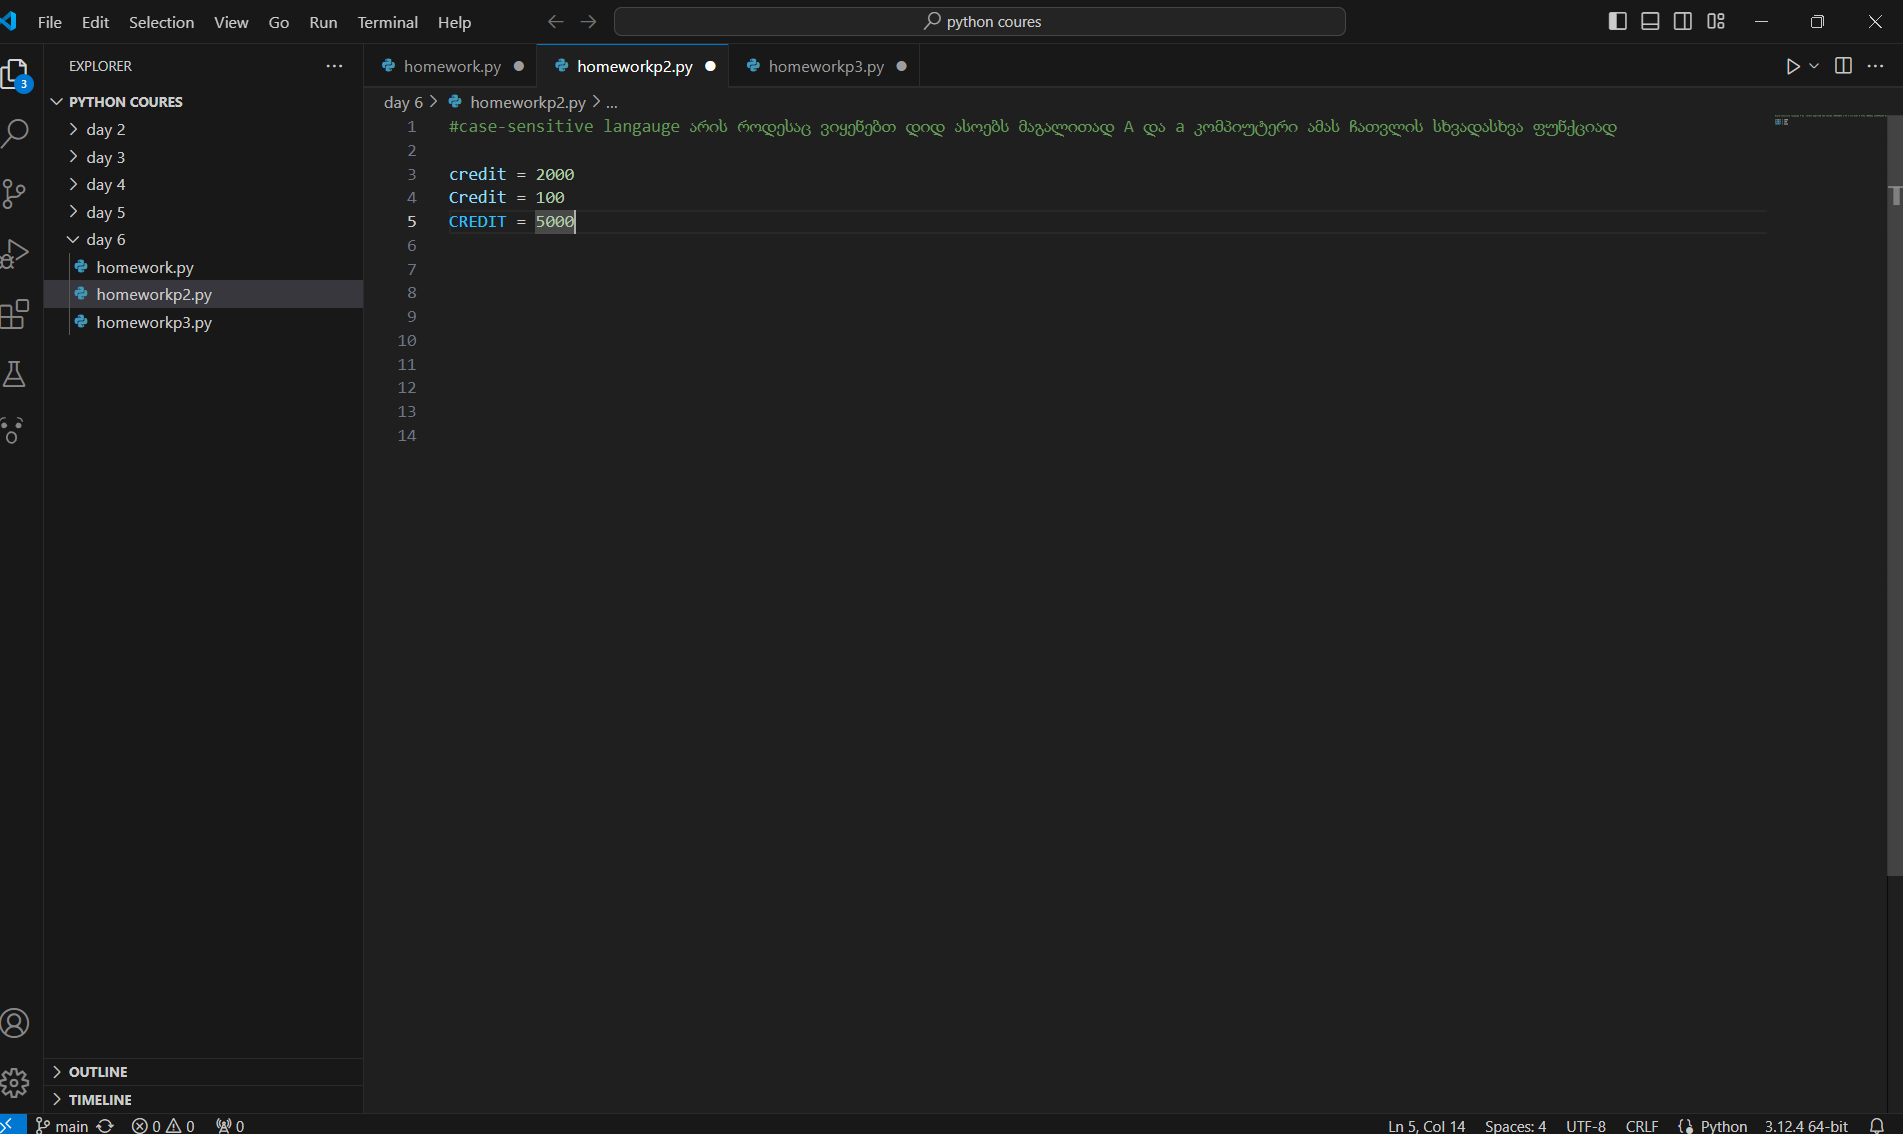 File Edit Selection View Go Run Terminal Help
python coures
3
EXPLORER
PYTHON COURES
day 2
day 3
day 4
day 5
day 6
homework.py
homeworkp2.py
homeworkp3.py
OUTLINE
TIMELINE
homework.py homeworkp2.py homeworkp3.py
day 6 > homeworkp2.py > ...
1 #case-sensitive langauge არის როდესაც ვიყენებთ დიდ ასოებს მაგალითად A და a კომპიუტერი ამას ჩათვლის სხვადასხვა ფუნქციად
2
3 credit = 2000
4 Credit = 100
5 CREDIT = 5000
6
7
8
9
10
11
12
13
14
main 0 0 0 Ln 5, Col 14 Spaces: 4 UTF-8 CRLF Python 3.12.4 64-bit